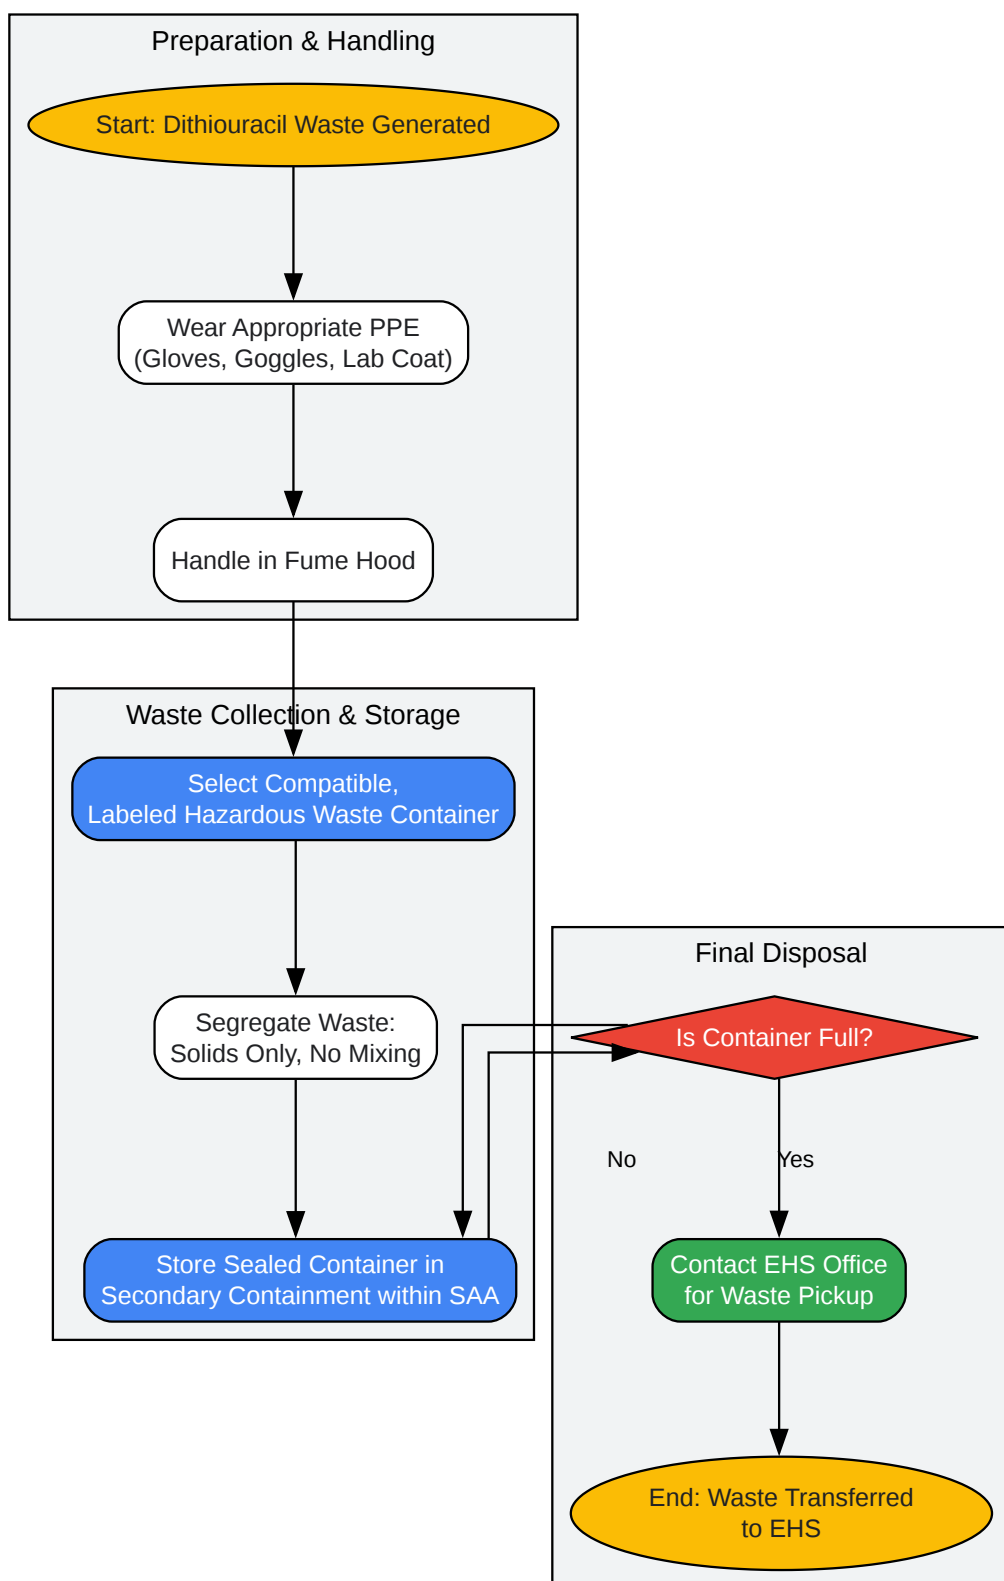 Preparation & Handling
Start: Dithiouracil Waste Generated
Wear Appropriate PPE
(Gloves, Goggles, Lab Coat)
Handle in Fume Hood
Waste Collection & Storage
Select Compatible,
Labeled Hazardous Waste Container
Segregate Waste:
Solids Only, No Mixing
Store Sealed Container in
Secondary Containment within SAA
Final Disposal
Is Container Full?
No
Yes
Contact EHS Office
for Waste Pickup
End: Waste Transferred
to EHS